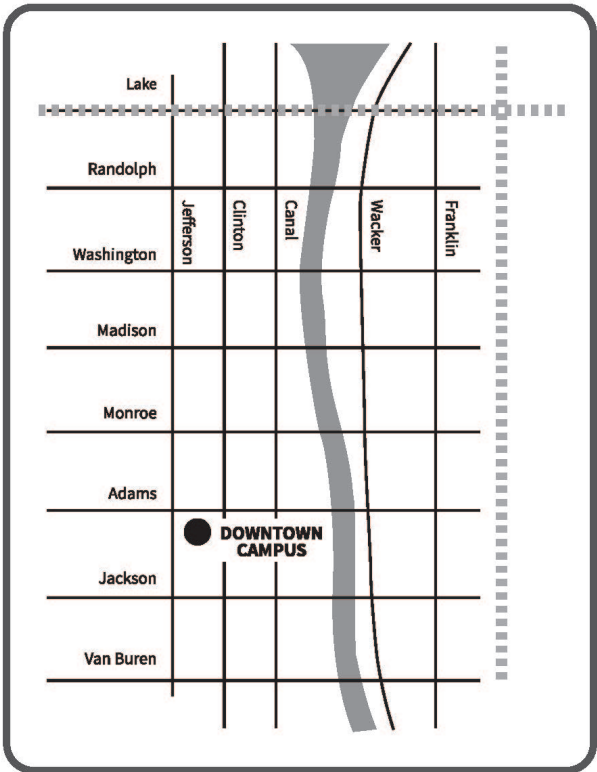 Lake
Randolph
Jefferson
Clinton
Canal
Wacker
Franklin
Washington
Madison
Monroe
Adams
DOWNTOWN
CAMPUS
Jackson
Van Buren